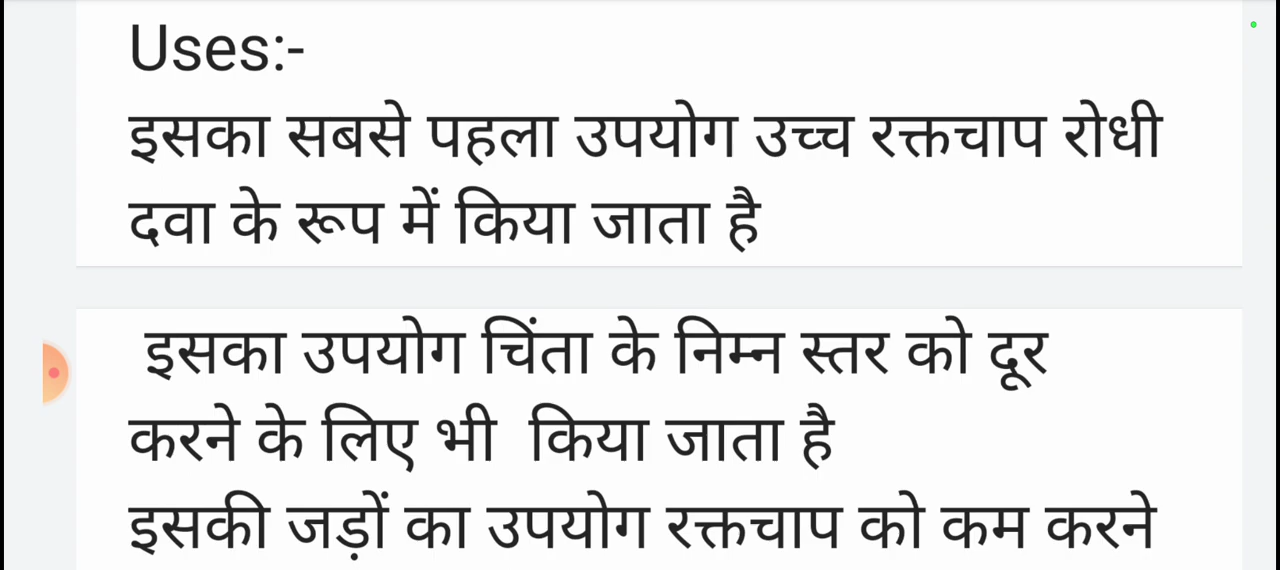 Uses:-
इसका सबसे पहला उपयोग उच्च रक्तचाप रोधी
दवा के रूप में किया जाता है
इसका उपयोग चिंता के निम्न स्तर को दूर
करने के लिए भी किया जाता है
इसकी जड़ों का उपयोग रक्तचाप को कम करने